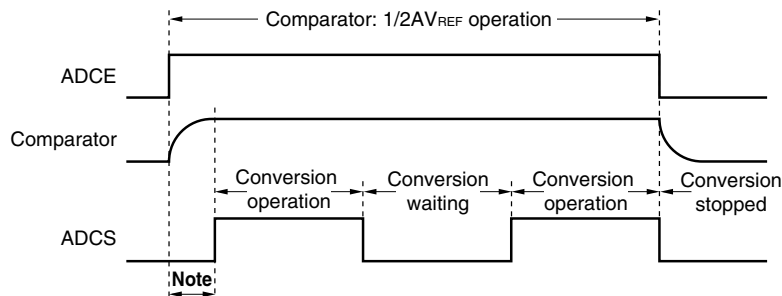 Comparator: 1/2AVREF operation
ADCE
Comparator
Conversion operation
Conversion waiting
Conversion operation
Conversion stopped
ADCS
Note